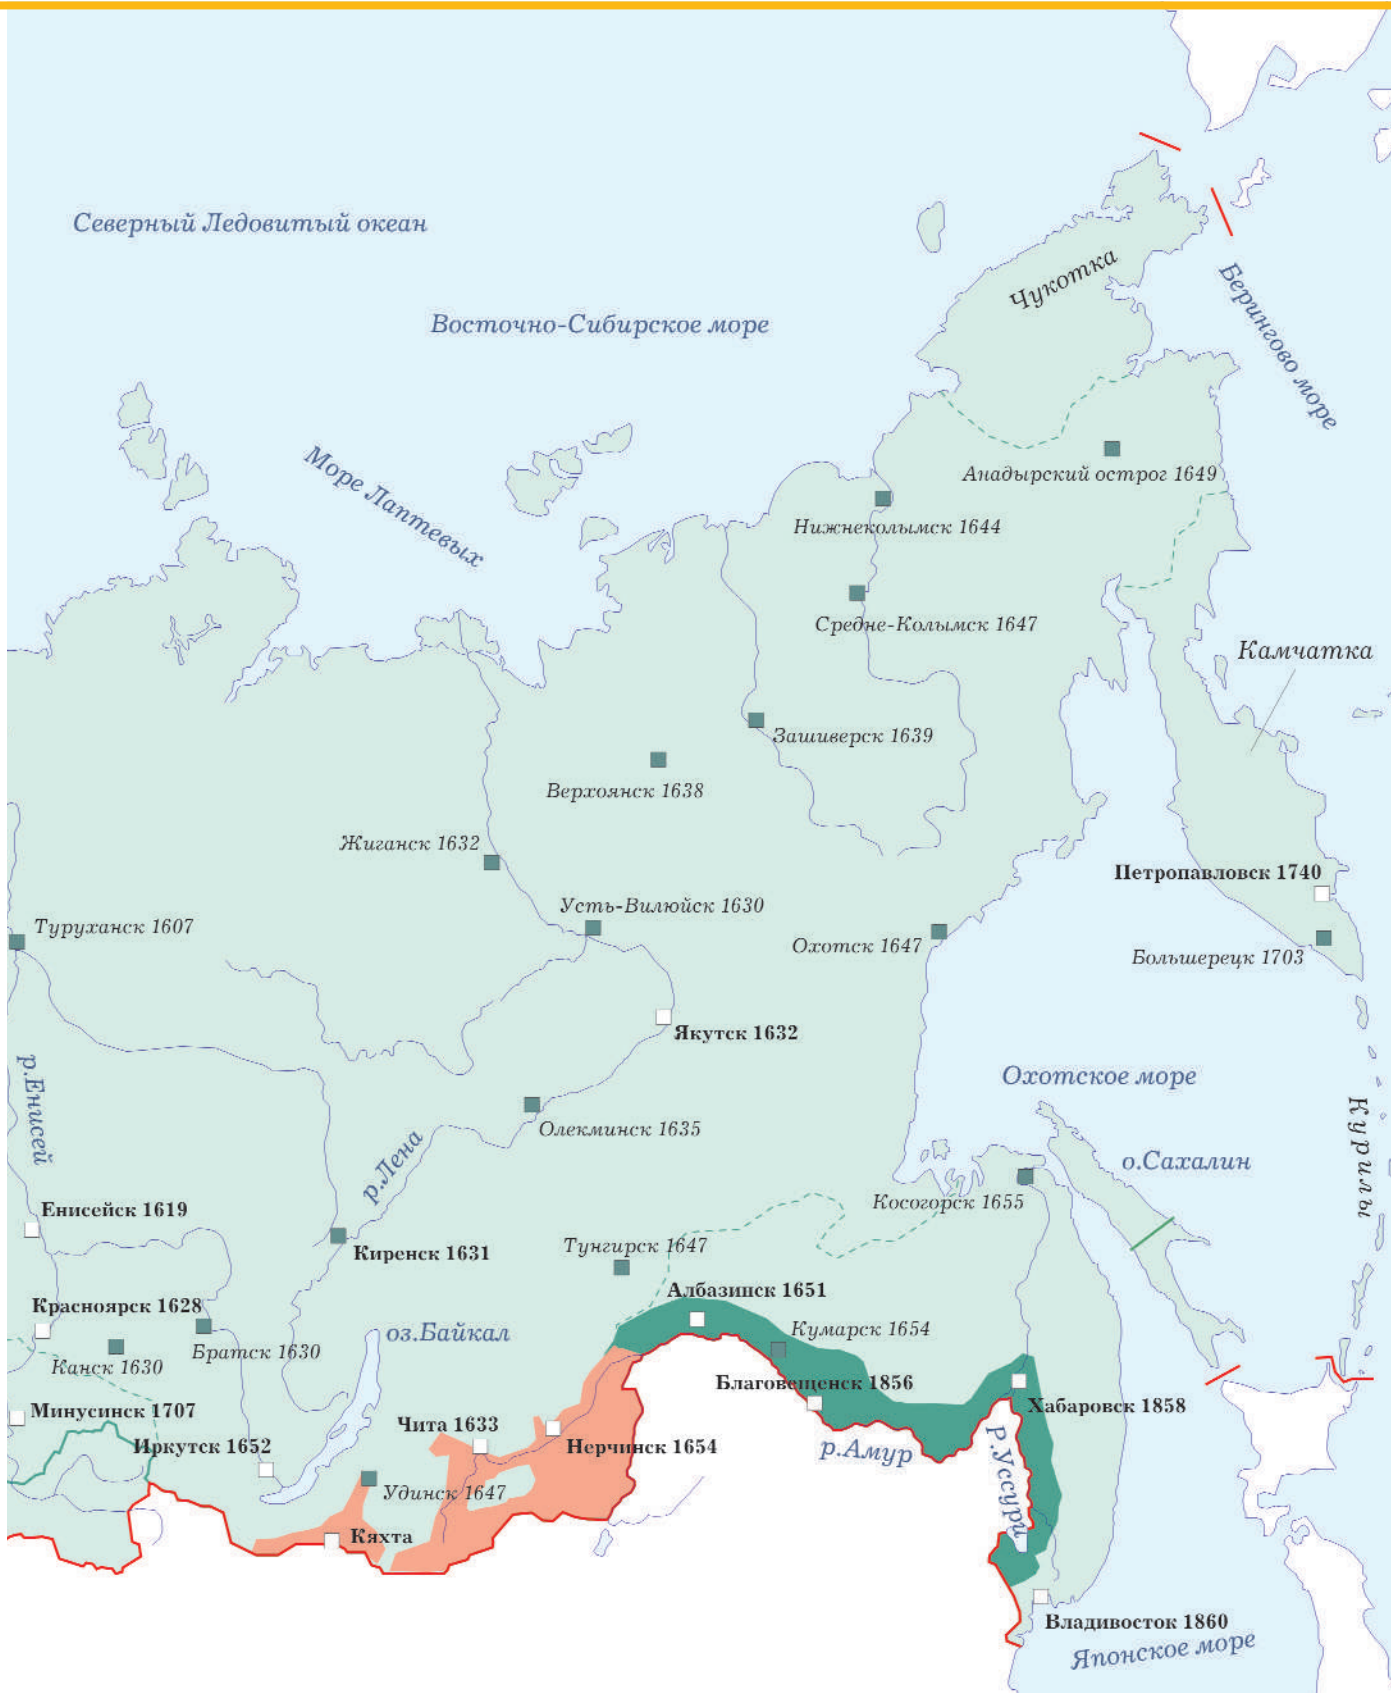 Северный Ледовитый океан
Чукотка
Берингово море
Восточно-Сибирское море
Море Лаптевых
Анадырский острог 1649
Нижнеколымск 1644
Средне-Колымск 1647
Камчатка
Зашиверск 1639
Верхоянск 1638
Жиганск 1632
Петропавловск 1740
Усть-Вилюйск 1630
Туруханск 1607
Охотск 1647
Большерецк 1703
Якутск 1632
р.Енисей
Охотское море
Курилы
Олекминск 1635
р.Лена
о.Сахалин
Косогорск 1655
Енисейск 1619
Киренск 1631
Тунгирск 1647
Албазинск 1651
Красноярск 1628
оз.Байкал
Кумарск 1654
Братск 1630
Канск 1630
Благовещенск 1856
Хабаровск 1858
Минусинск 1707
Чита 1633
Иркутск 1652
Нерчинск 1654
р.Амур
Р.Уссури
Удинск 1647
Кяхта
Владивосток 1860
Японское море